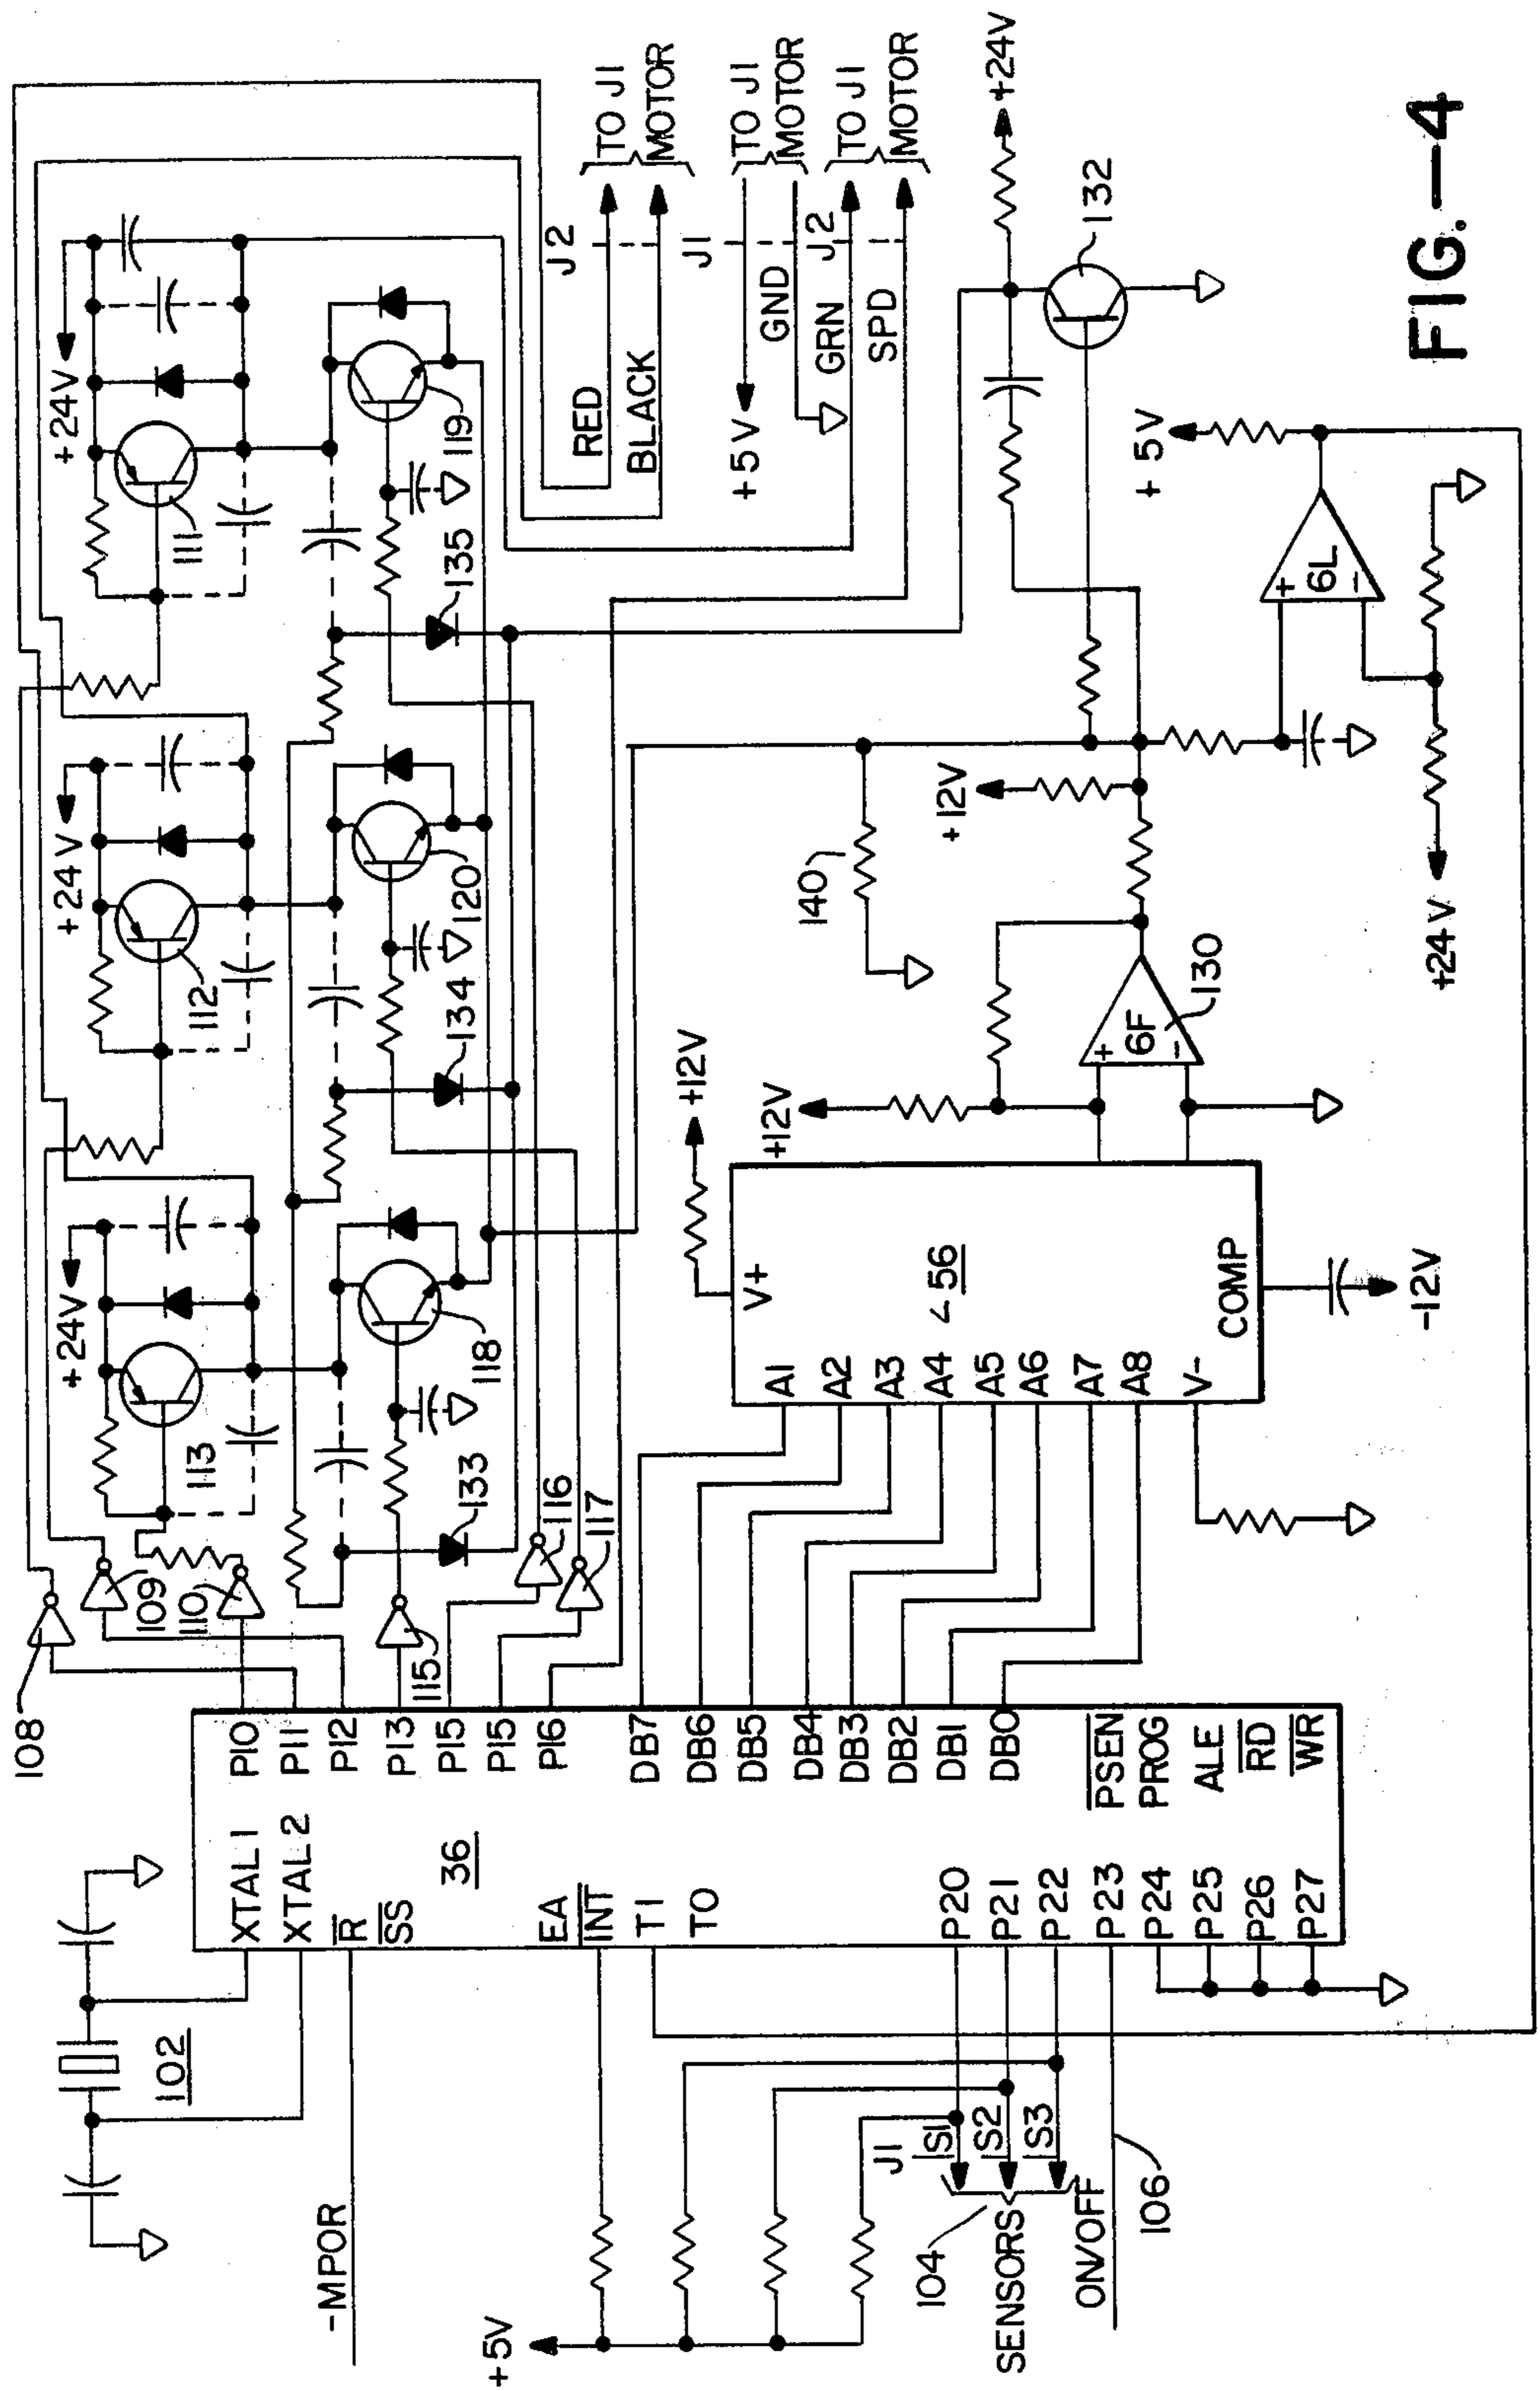 108
109
110
+24V
113
+24V
112
+24V
111
102
XTAL1
XTAL2
R
SS
36
EA
INT
T1
T0
P10
P11
P12
P13
P15
P15
P16
DB7
DB6
DB5
DB4
DB3
DB2
DB1
DB0
PSEN
PROG
ALE
RD
WR
P20
P21
P22
P23
P24
P25
P26
P27
-MPOR
+5V
J1
S1
S2
S3
104
SENSORS
ON/OFF
106
115
116
117
133
118
134
120
135
119
RED
BLACK
J2
TO J1
MOTOR
+5V
GND
J1
TO J1
MOTOR
GRN
SPD
J2
TO J1
MOTOR
+12V
V+
56
A1
A2
A3
A4
A5
A6
A7
A8
V-
COMP
-12V
+12V
6F
+
-
130
140
+12V
+24V
132
+5V
6L
+
-
+24V
FIG.-4